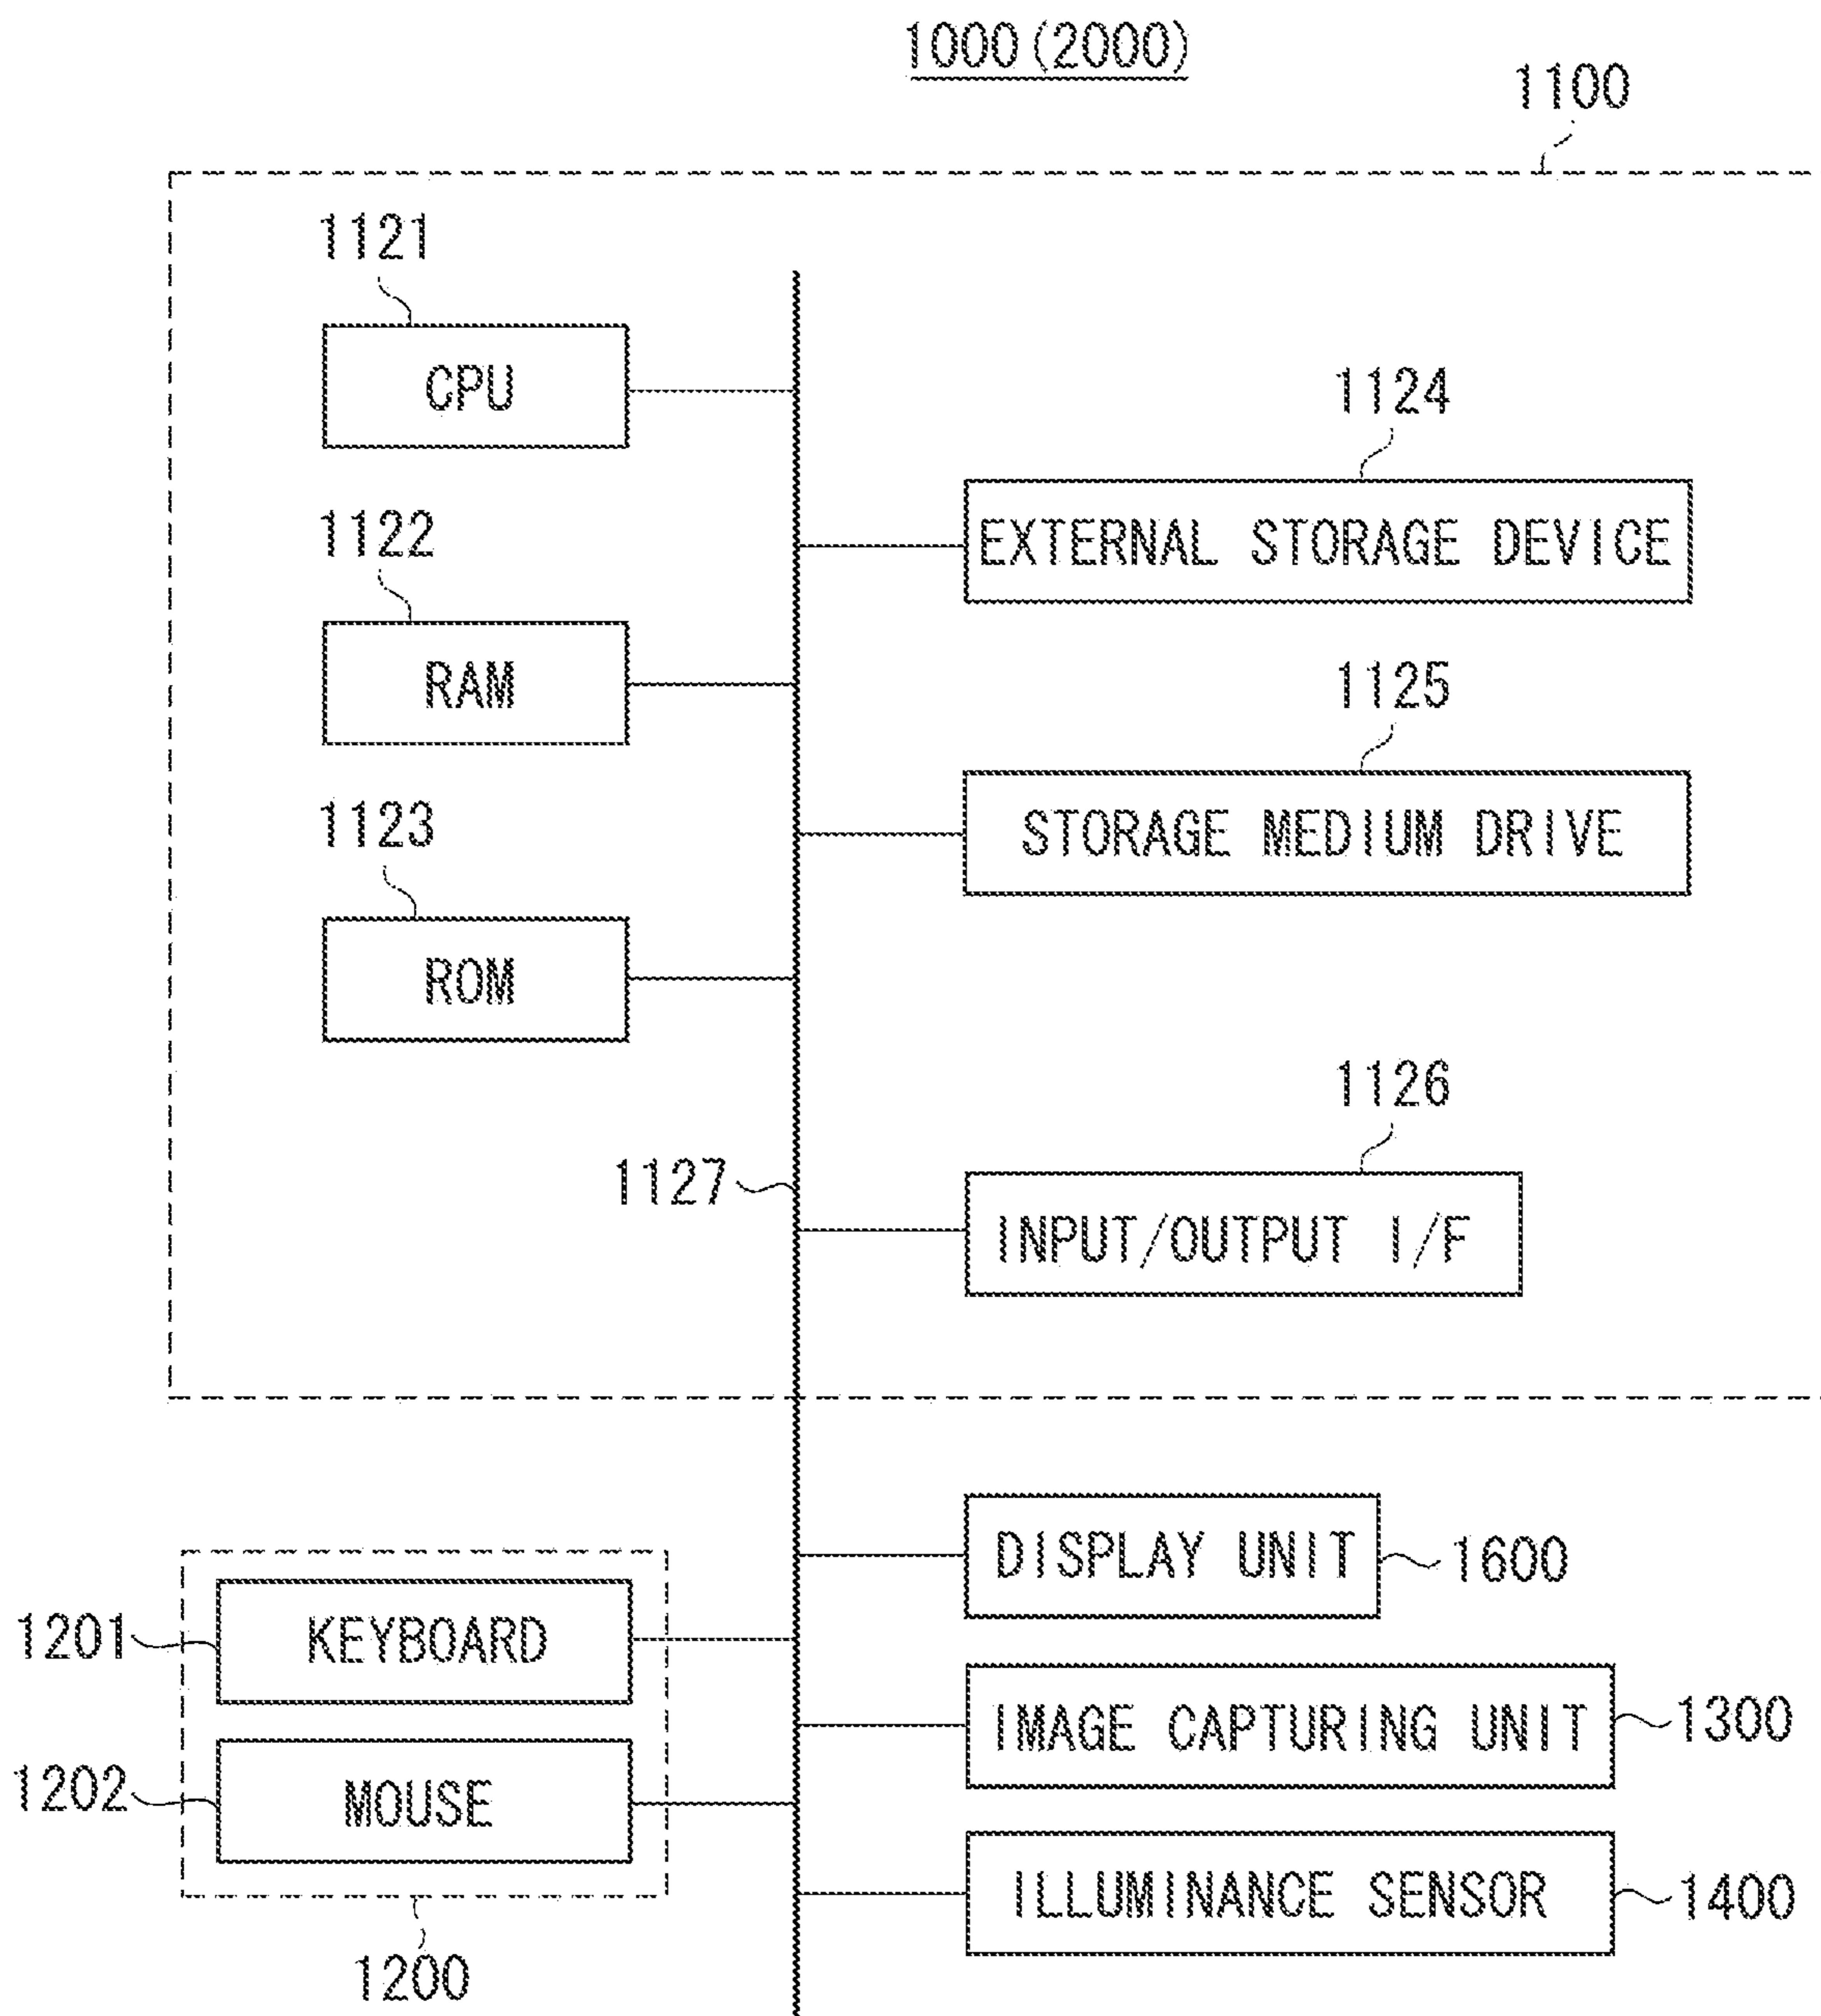 1000(2000)
1100
1121
CPU
1124
EXTERNAL STORAGE DEVICE
1122
RAM
1125
STORAGE MEDIUM DRIVE
1123
ROM
1126
1127
INPUT/OUTPUT I/F
DISPLAY UNIT
1600
1201
KEYBOARD
IMAGE CAPTURING UNIT
1300
1202
MOUSE
ILLUMINANCE SENSOR
1400
1200